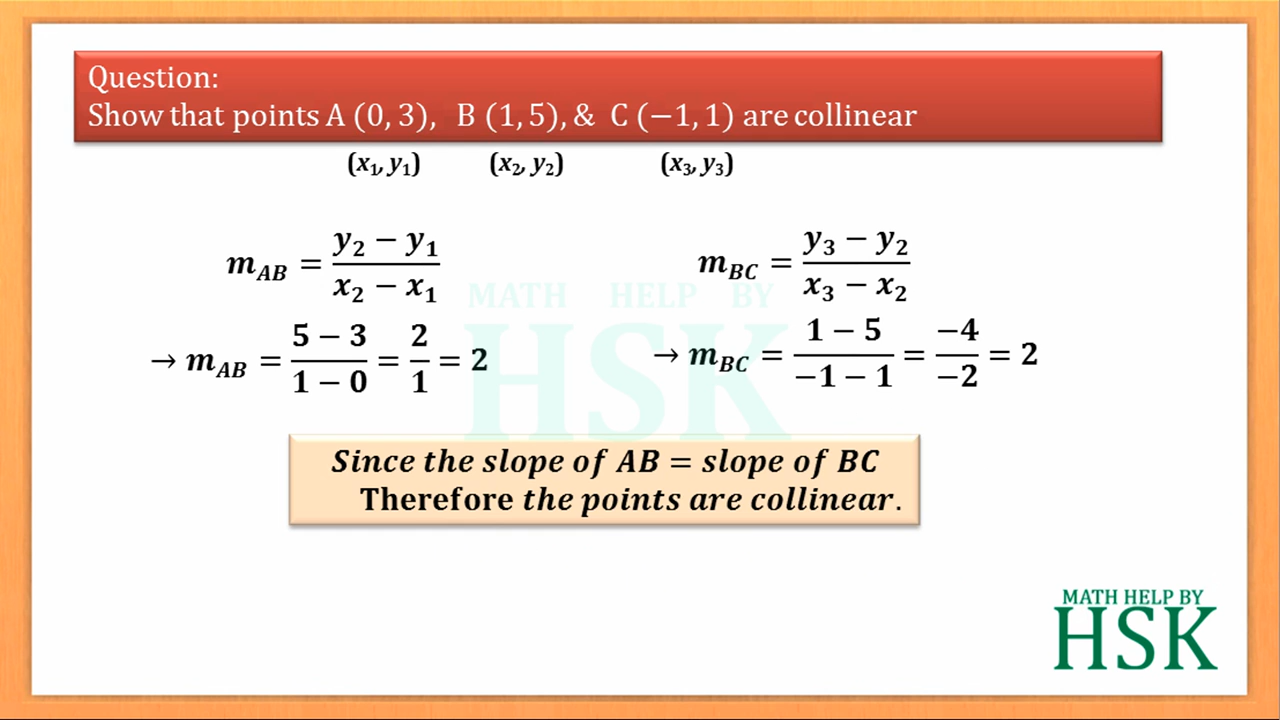 Question:
Show that points A (0, 3), B (1, 5), & C (−1, 1) are collinear
(x₁, y₁) (x₂, y₂) (x₃, y₃)
m_AB = (y₂ − y₁)/(x₂ − x₁) m_BC = (y₃ − y₂)/(x₃ − x₂)
MATH HELP BY
HSK
→ m_AB = (5 − 3)/(1 − 0) = 2/1 = 2 → m_BC = (1 − 5)/(−1 − 1) = −4/−2 = 2
Since the slope of AB = slope of BC
Therefore the points are collinear.
MATH HELP BY
HSK